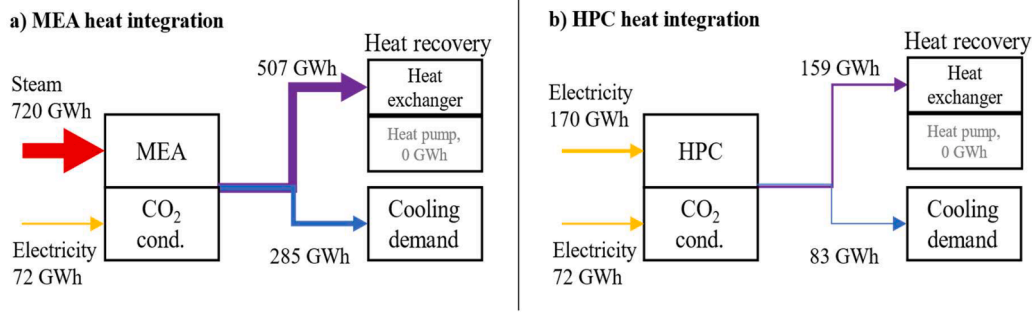 a) MEA heat integration
Steam
720 GWh
MEA
CO2
cond.
Electricity
72 GWh
507 GWh
Heat recovery
Heat
exchanger
Heat pump,
0 GWh
Cooling
demand
285 GWh
b) HPC heat integration
Electricity
170 GWh
HPC
CO2
cond.
Electricity
72 GWh
159 GWh
Heat recovery
Heat
exchanger
Heat pump,
0 GWh
Cooling
demand
83 GWh